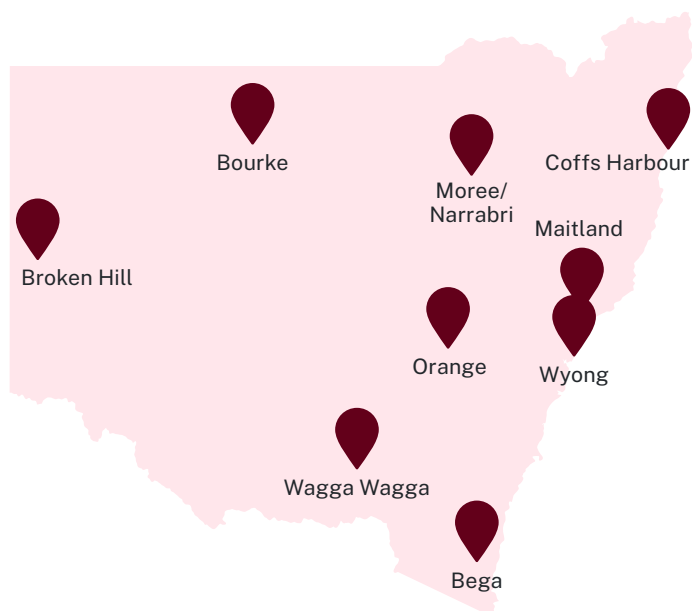 Bourke
Coffs Harbour
Moree/
Narrabri
Maitland
Broken Hill
Orange
Wyong
Wagga Wagga
Bega